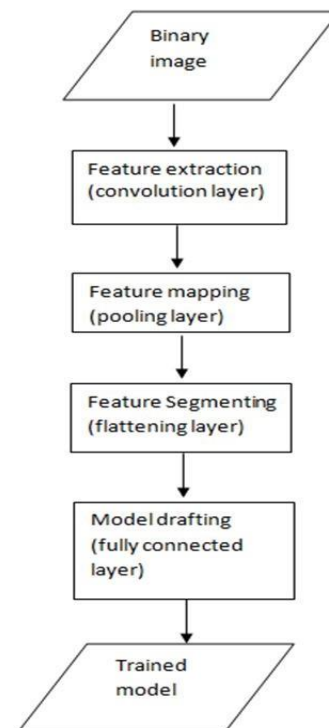 Binary
image
Feature extraction
(convolution layer)
Feature mapping
(pooling layer)
Feature Segmenting
(flattening layer)
Model drafting
(fully connected
layer)
Trained
model